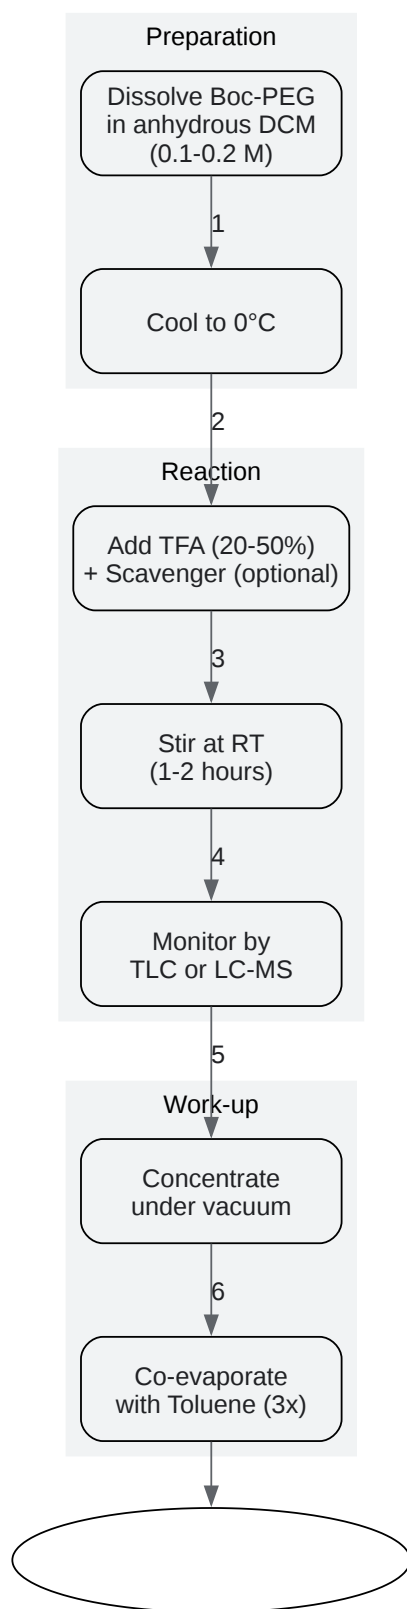 Preparation
Dissolve Boc-PEG
in anhydrous DCM
(0.1-0.2 M)
1
Cool to 0°C
2
Reaction
Add TFA (20-50%)
+ Scavenger (optional)
3
Stir at RT
(1-2 hours)
4
Monitor by
TLC or LC-MS
5
Work-up
Concentrate
under vacuum
6
Co-evaporate
with Toluene (3x)